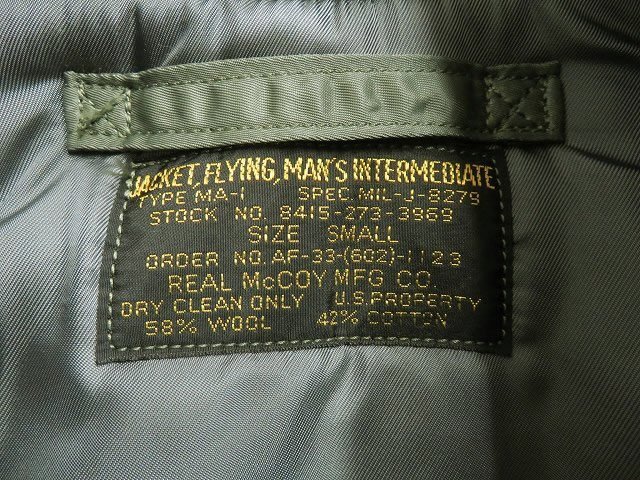 JACKET, FLYING, MAN'S INTERMEDIATE
TYPE MA-1 SPEC. MIL-J-8279
STOCK NO. 8415-273-3969
SIZE SMALL
ORDER NO. AF-33-(602)-1123
REAL McCOY MFG CO.
DRY CLEAN ONLY U.S. PROPERTY
58% WOOL 42% COTTON